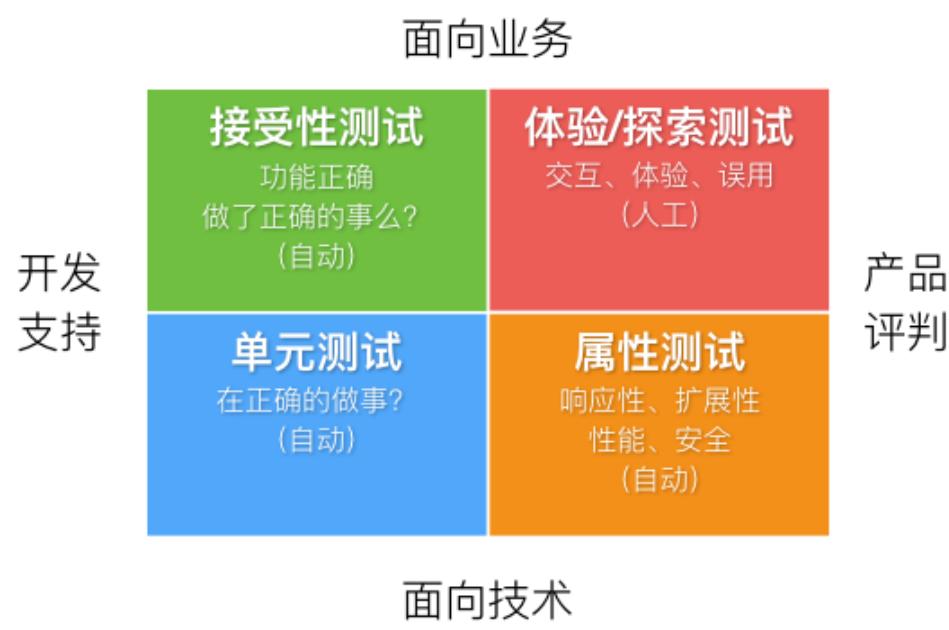 面向业务
接受性测试
功能正确
做了正确的事么?
(自动)
体验/探索测试
交互、体验、误用
(人工)
开发
支持
产品
评判
单元测试
在正确的做事?
(自动)
属性测试
响应性、扩展性
性能、安全
(自动)
面向技术